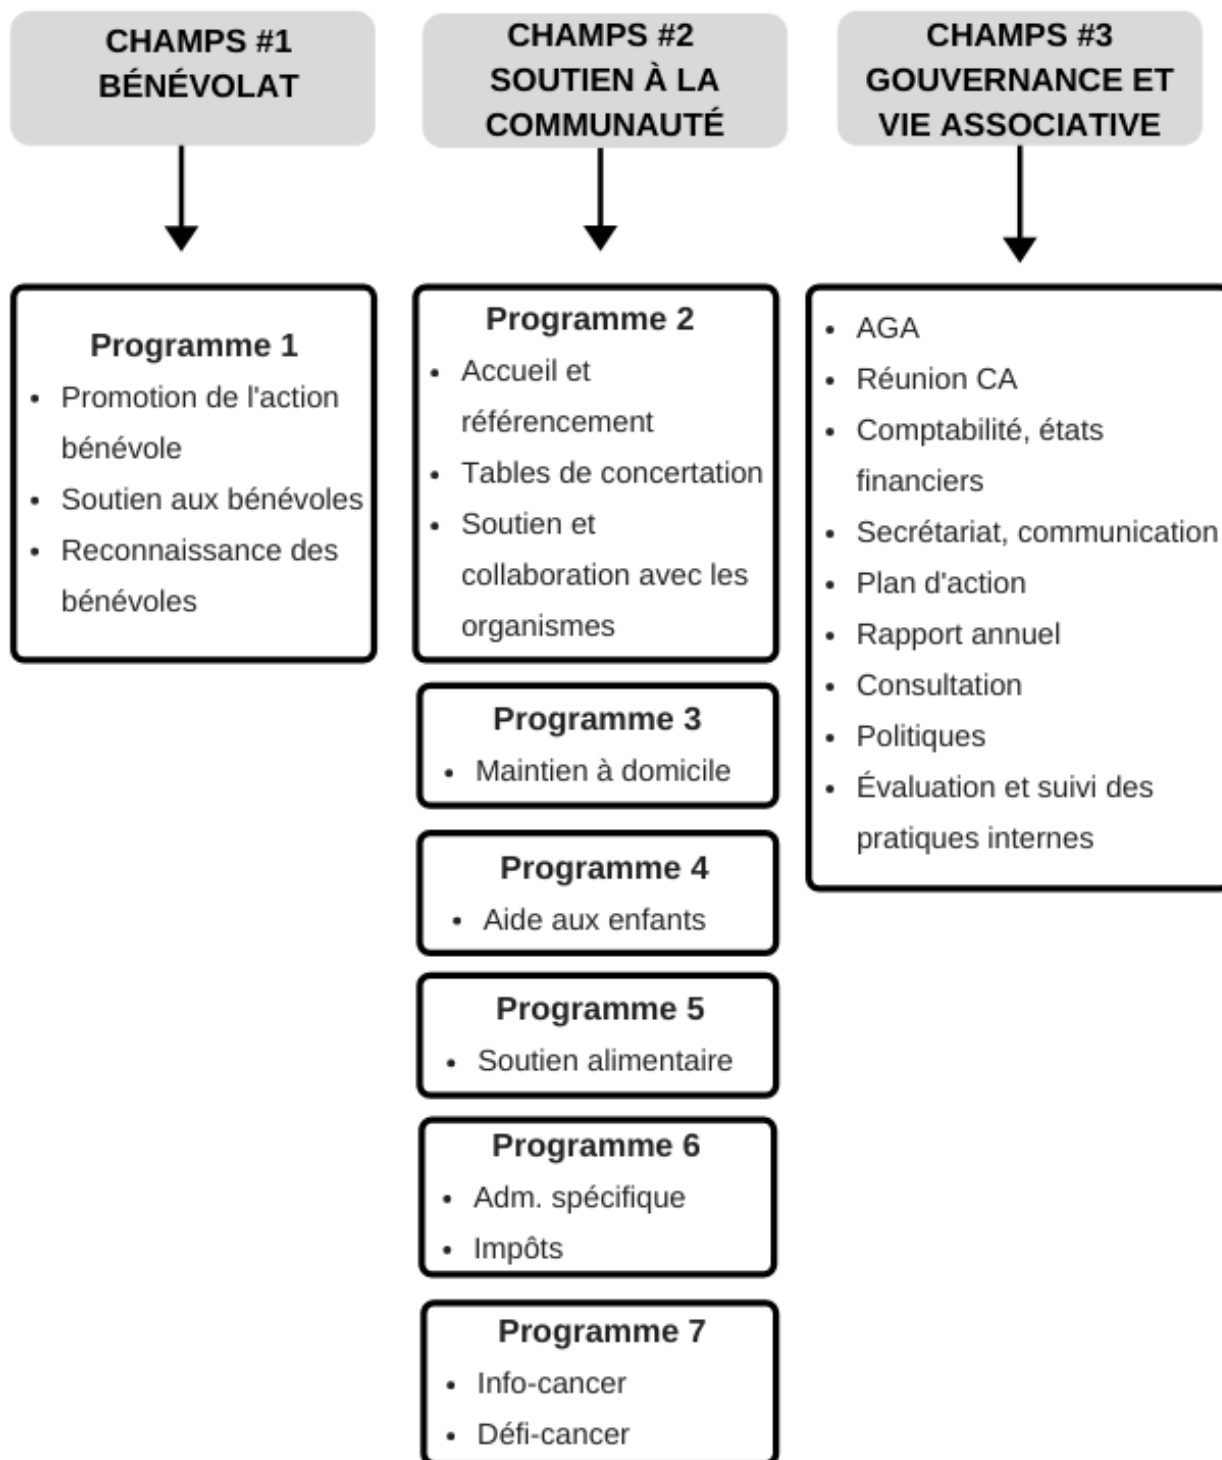 CHAMPS #1
BÉNÉVOLAT
CHAMPS #2
SOUTIEN À LA
COMMUNAUTÉ
CHAMPS #3
GOUVERNANCE ET
VIE ASSOCIATIVE
Programme 1
• Promotion de l'action
bénévole
• Soutien aux bénévoles
• Reconnaissance des
bénévoles
Programme 2
• Accueil et
référencement
• Tables de concertation
• Soutien et
collaboration avec les
organismes
Programme 3
• Maintien à domicile
Programme 4
• Aide aux enfants
Programme 5
• Soutien alimentaire
Programme 6
• Adm. spécifique
• Impôts
Programme 7
• Info-cancer
• Défi-cancer
• AGA
• Réunion CA
• Comptabilité, états
financiers
• Secrétariat, communication
• Plan d'action
• Rapport annuel
• Consultation
• Politiques
• Évaluation et suivi des
pratiques internes